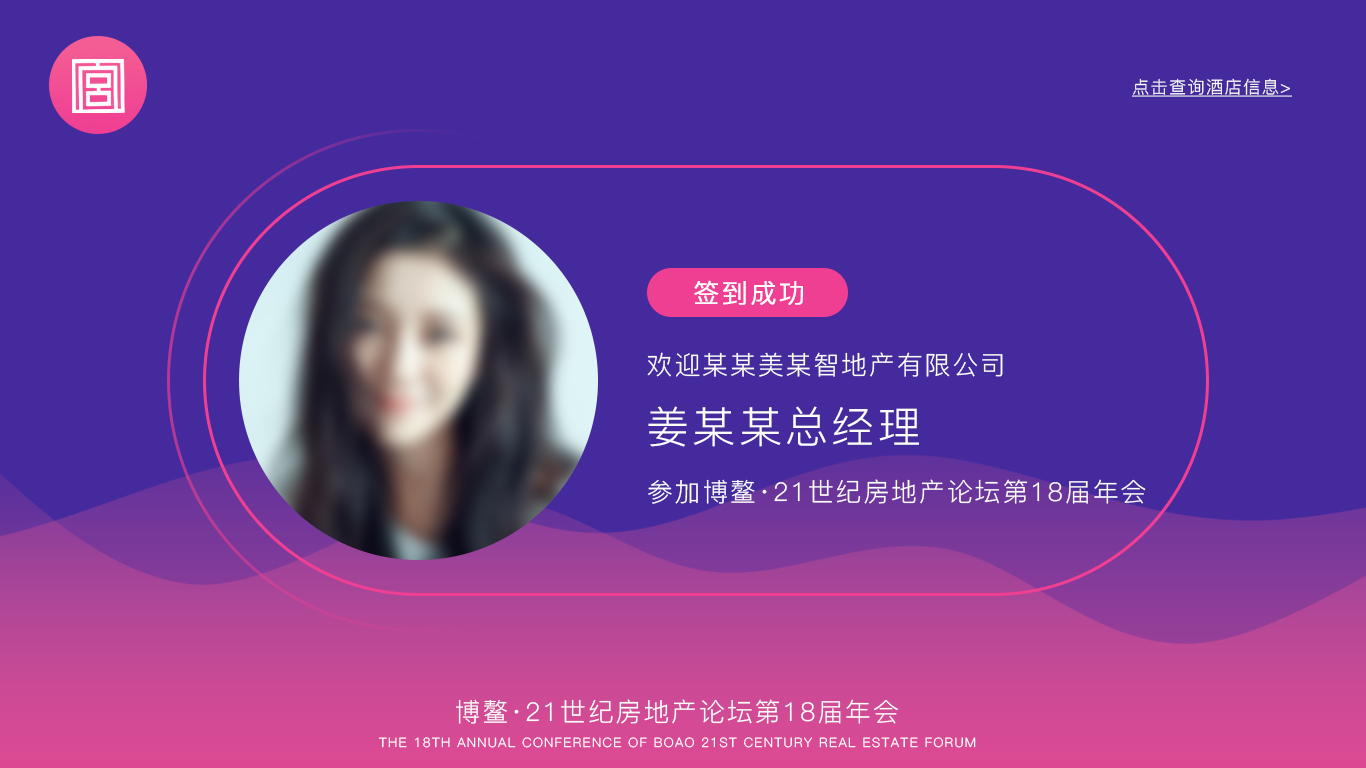 点击查询酒店信息>
签到成功
欢迎某某美某智地产有限公司
姜某某总经理
参加博鳌·21世纪房地产论坛第18届年会
博鳌·21世纪房地产论坛第18届年会
THE 18TH ANNUAL CONFERENCE OF BOAO 21ST CENTURY REAL ESTATE FORUM